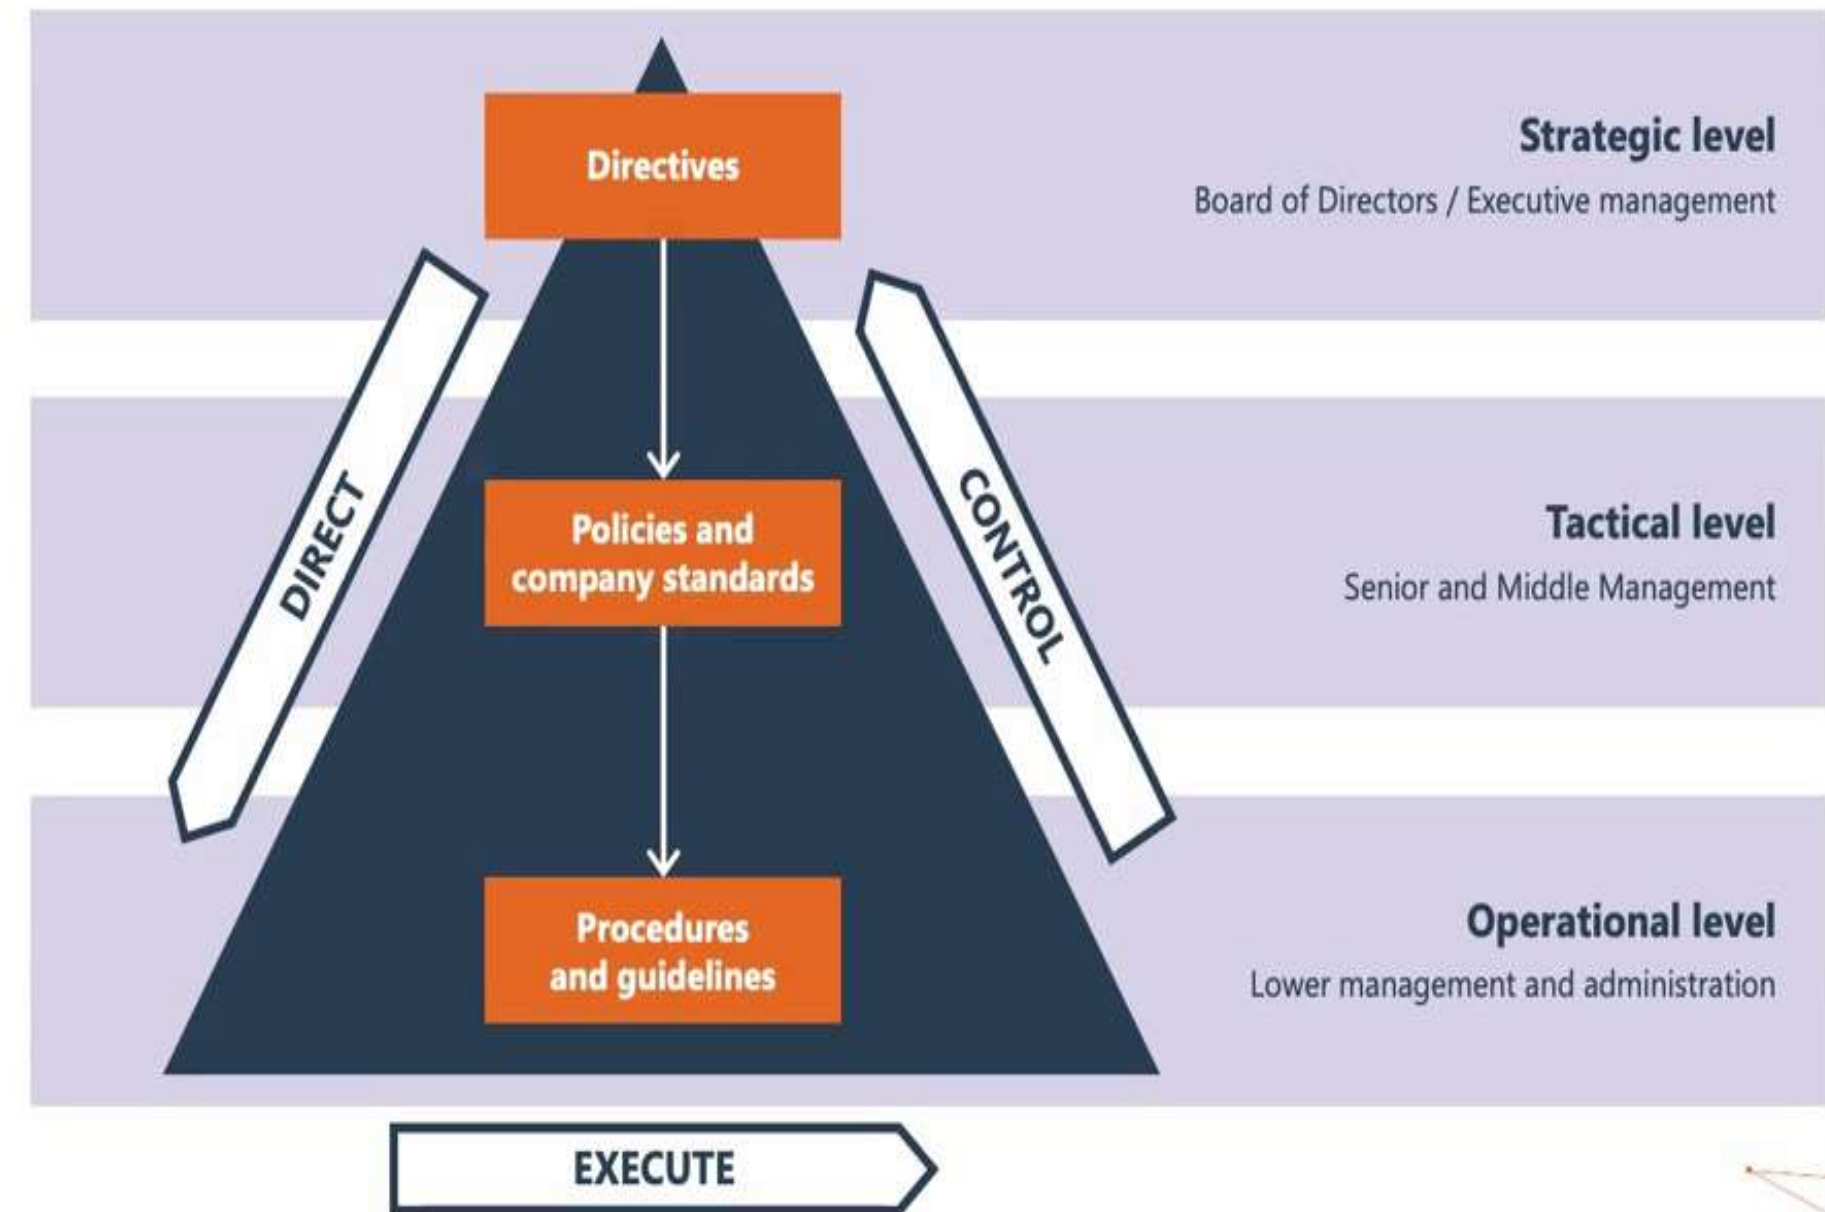 Directives
Strategic level
Board of Directors / Executive management
DIRECT
CONTROL
Policies and
company standards
Tactical level
Senior and Middle Management
Procedures
and guidelines
Operational level
Lower management and administration
EXECUTE